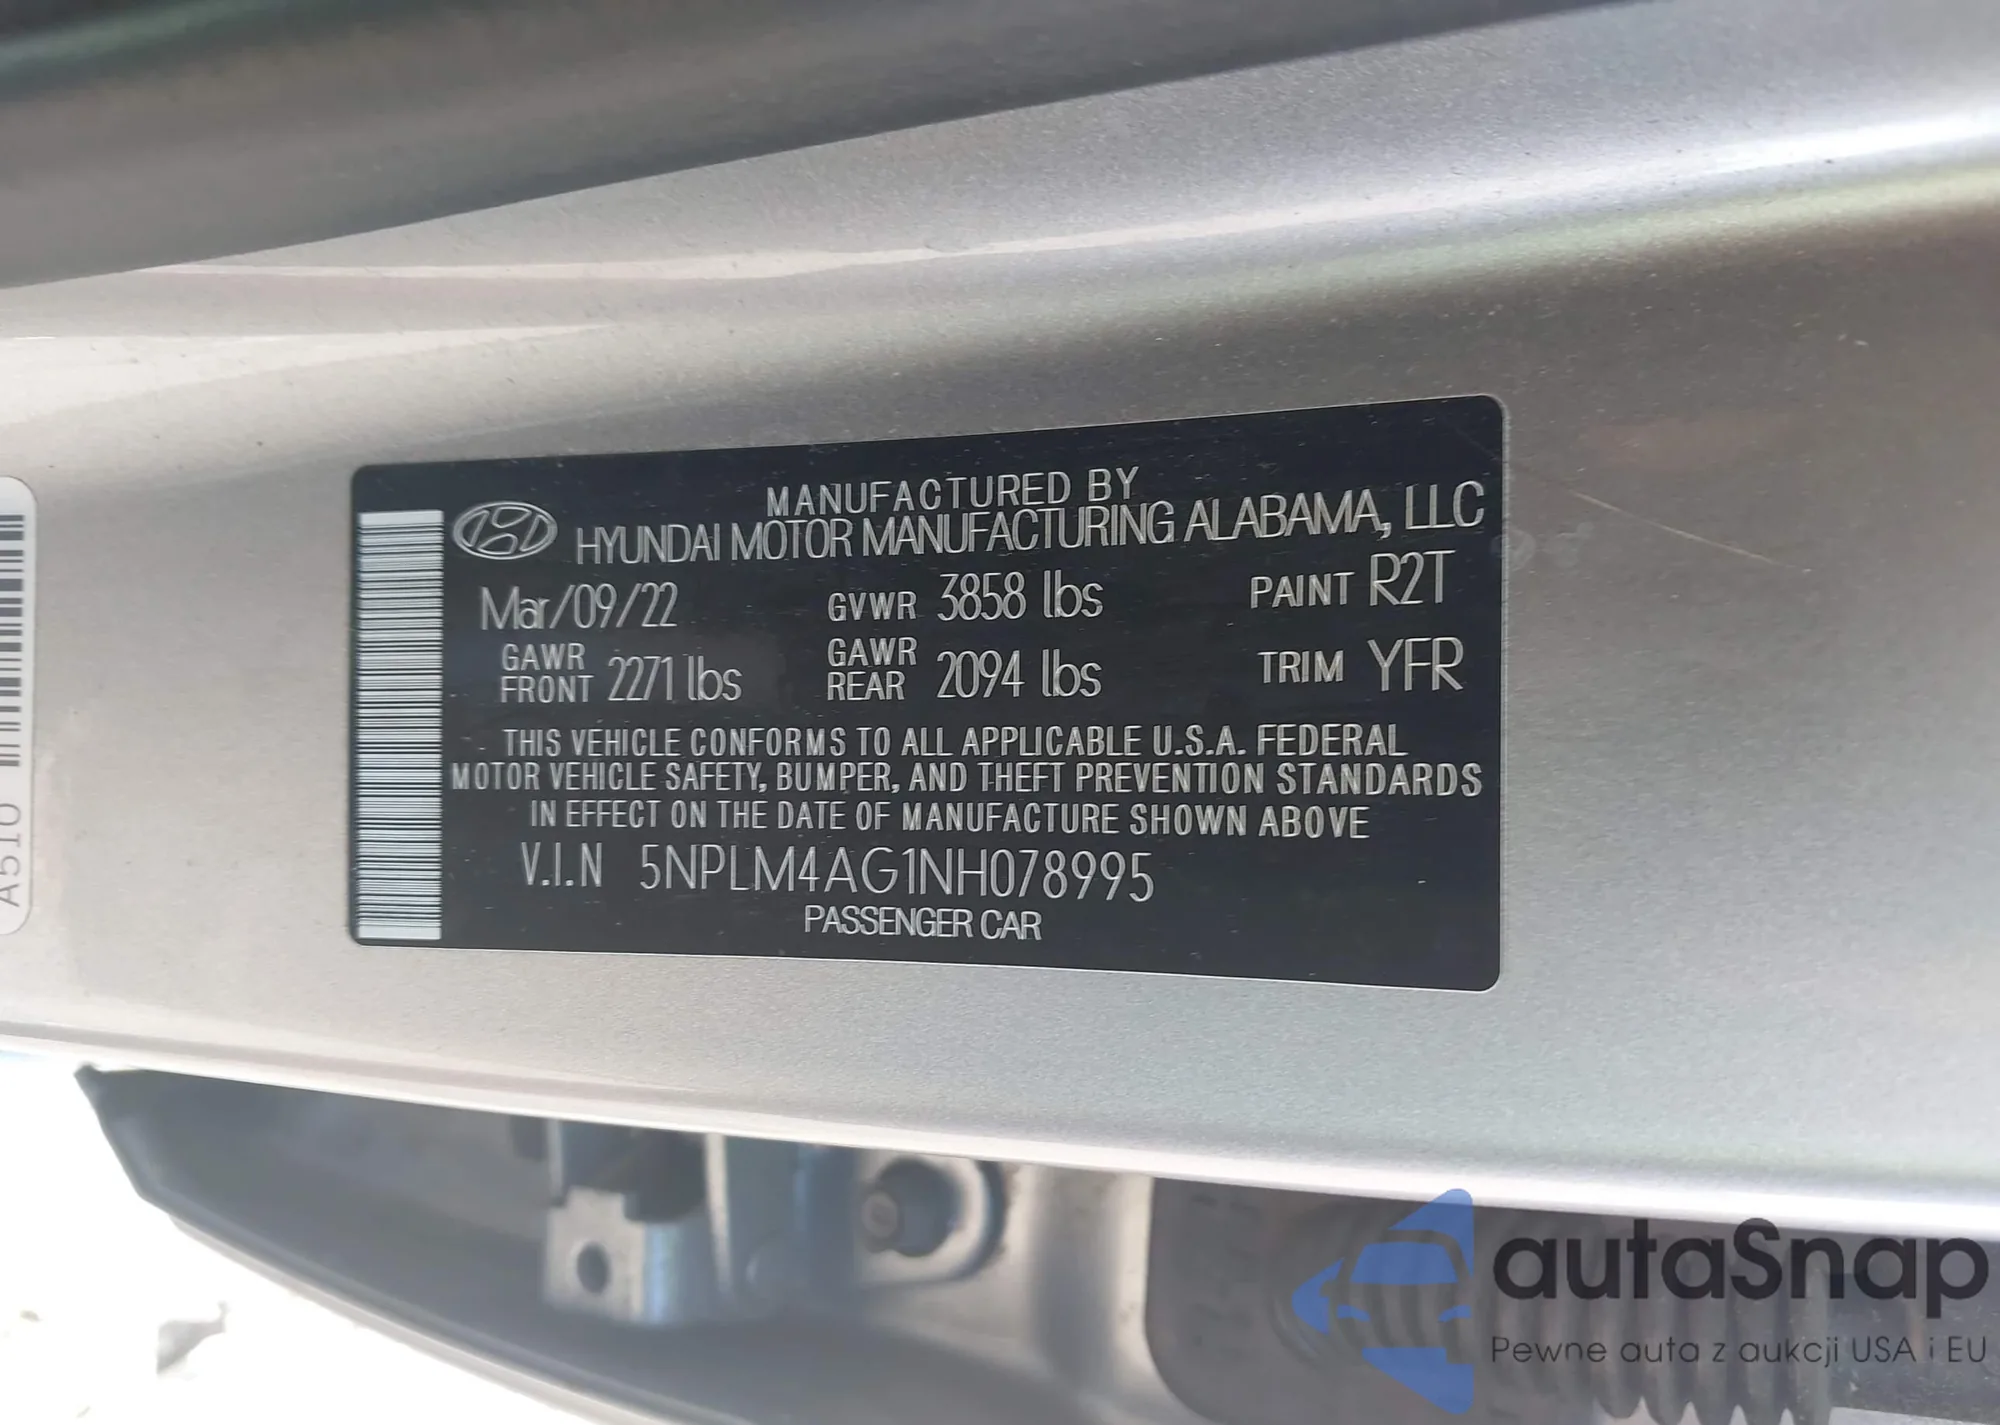 MANUFACTURED BY
HYUNDAI MOTOR MANUFACTURING ALABAMA, LLC
Mar/09/22 GVWR 3858 lbs PAINT R2T
GAWR FRONT 2271 lbs GAWR REAR 2094 lbs TRIM YFR
THIS VEHICLE CONFORMS TO ALL APPLICABLE U.S.A. FEDERAL
MOTOR VEHICLE SAFETY, BUMPER, AND THEFT PREVENTION STANDARDS
IN EFFECT ON THE DATE OF MANUFACTURE SHOWN ABOVE
V.I.N 5NPLM4AG1NH078995
PASSENGER CAR
A510
autaSnap
Pewne auta z aukcji USA i EU